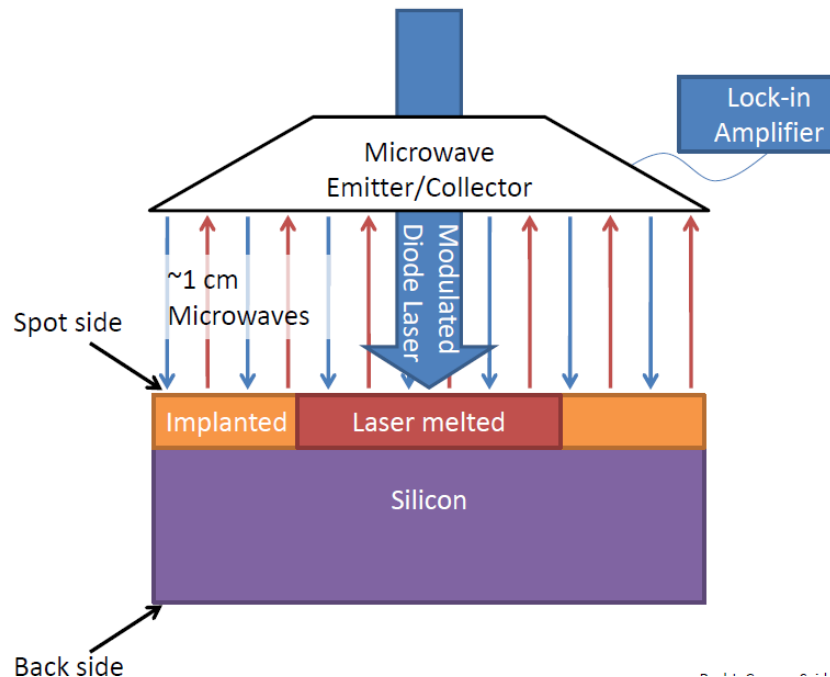 Lock-in
Amplifier
Microwave
Emitter/Collector
Modulated
Diode Laser
~1 cm
Microwaves
Spot side
Implanted
Laser melted
Silicon
Back side